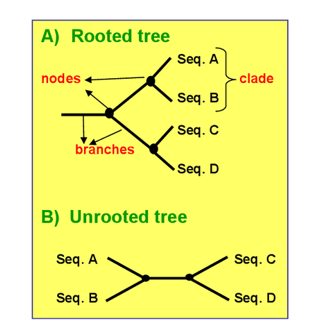 A) Rooted tree
Seq. A
nodes
clade
Seq. B
Seq. C
branches
Seq. D
B) Unrooted tree
Seq. A Seq. C
Seq. B Seq. D